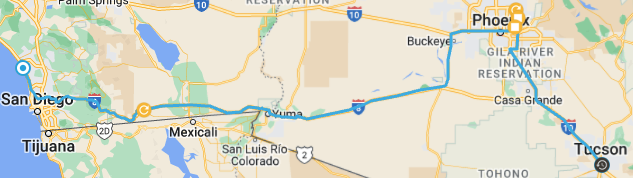 Palm Springs
RESERVATION
10
10
Phoenix
Buckeye
GILA RIVER
INDIAN
RESERVATION
Casa Grande
San Diego
8
8
10
Yuma
2D
Mexicali
Tijuana
San Luis Río
Colorado
2
Tucson
TOHONO